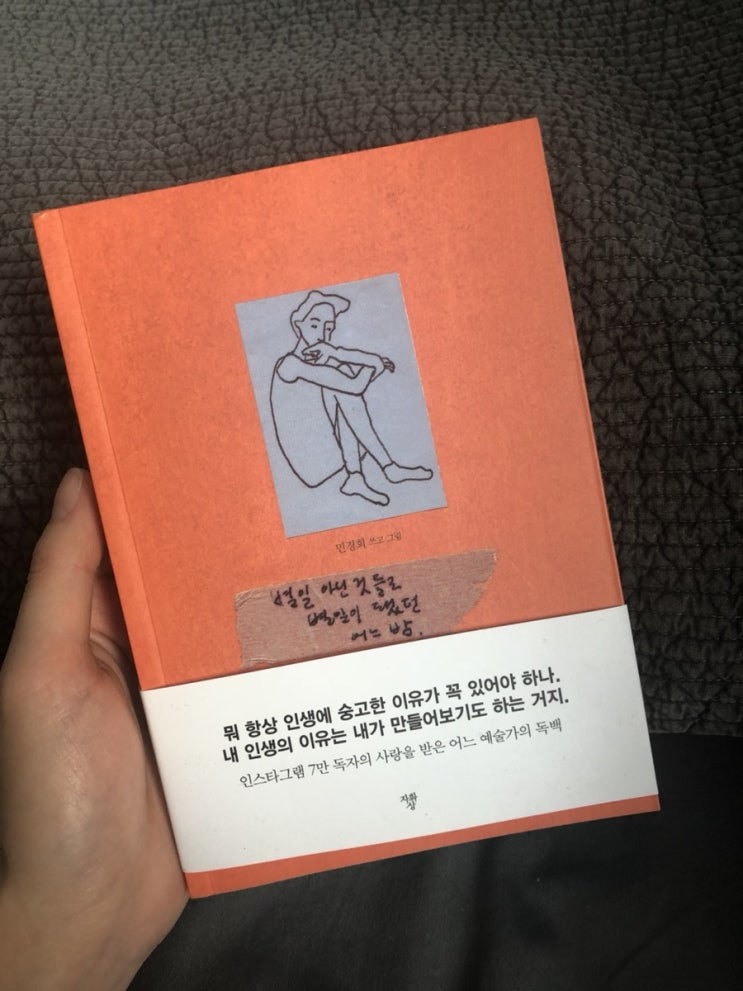 민경희 쓰고 그림
별일 아닌 것들로
별일이 됐던
어느 밤.
뭐 항상 인생에 숭고한 이유가 꼭 있어야 하나.
내 인생의 이유는 내가 만들어보기도 하는 거지.
인스타그램 7만 독자의 사랑을 받은 어느 예술가의 독백
자화
상